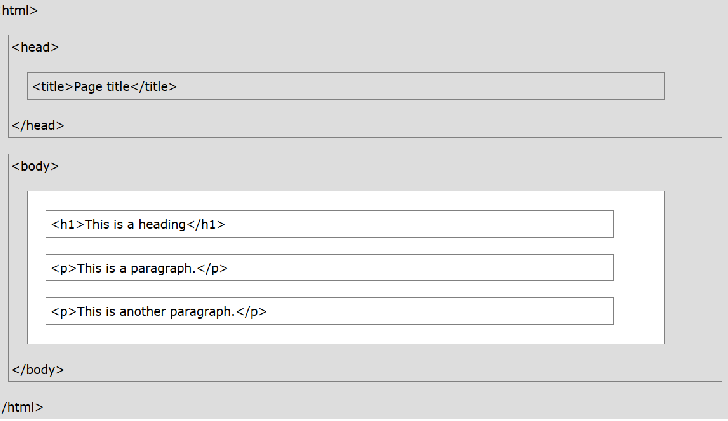 html>
<head>
<title>Page title</title>
</head>
<body>
<h1>This is a heading</h1>
<p>This is a paragraph.</p>
<p>This is another paragraph.</p>
</body>
/html>